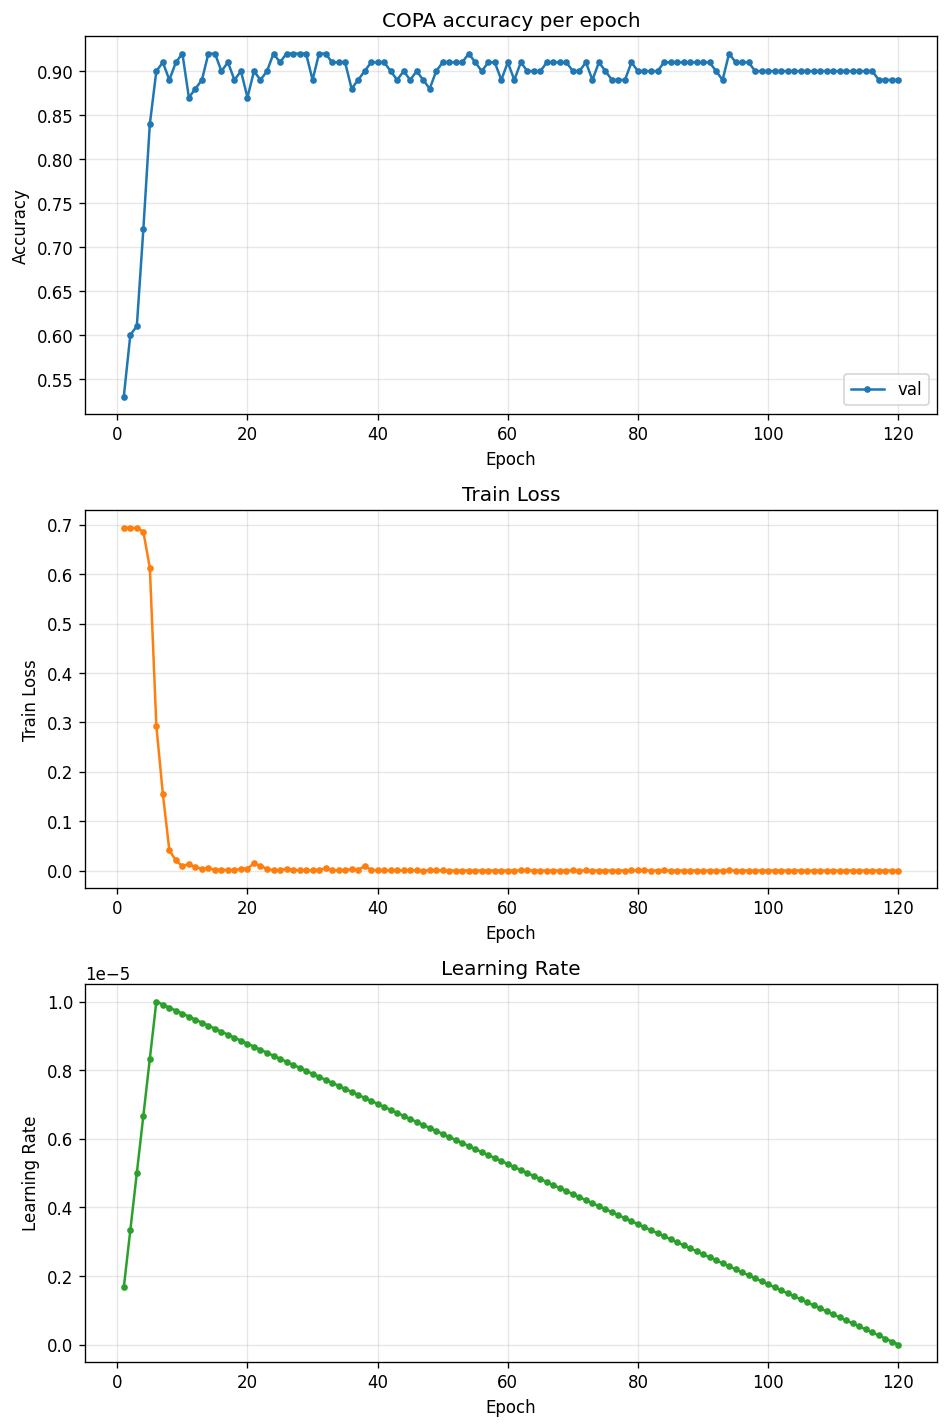 COPA accuracy per epoch
Accuracy
0.90
0.85
0.80
0.75
0.70
0.65
0.60
0.55
val
0 20 40 60 80 100 120
Epoch
Train Loss
Train Loss
0.7
0.6
0.5
0.4
0.3
0.2
0.1
0.0
0 20 40 60 80 100 120
Epoch
Learning Rate
1e−5
Learning Rate
1.0
0.8
0.6
0.4
0.2
0.0
0 20 40 60 80 100 120
Epoch